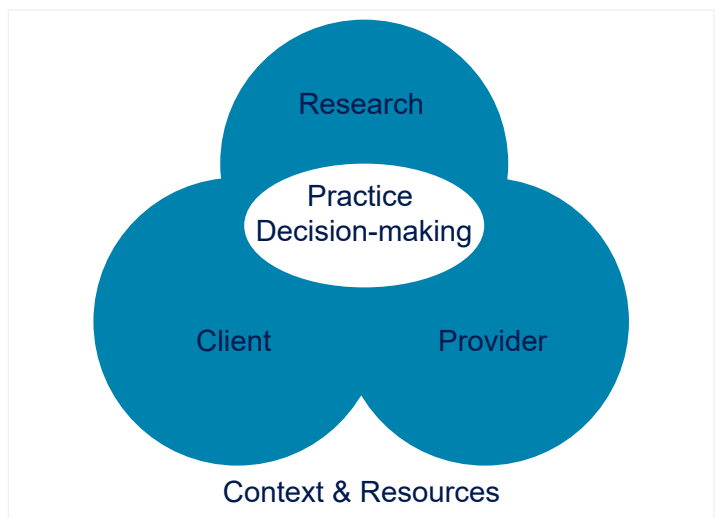 Research
Practice
Decision-making
Client
Provider
Context & Resources